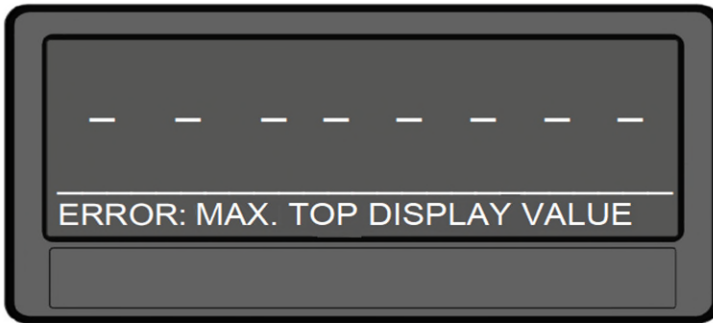 – – – – – – – –
ERROR: MAX. TOP DISPLAY VALUE